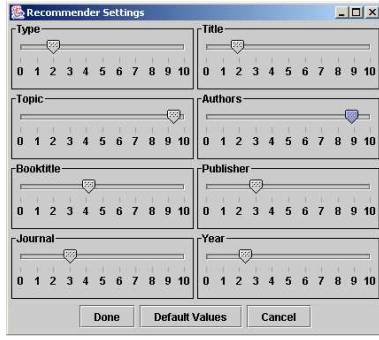 Recommender Settings
Type Title
0 1 2 3 4 5 6 7 8 9 10 0 1 2 3 4 5 6 7 8 9 10
Topic Authors
0 1 2 3 4 5 6 7 8 9 10 0 1 2 3 4 5 6 7 8 9 10
Booktitle Publisher
0 1 2 3 4 5 6 7 8 9 10 0 1 2 3 4 5 6 7 8 9 10
Journal Year
0 1 2 3 4 5 6 7 8 9 10 0 1 2 3 4 5 6 7 8 9 10
Done Default Values Cancel